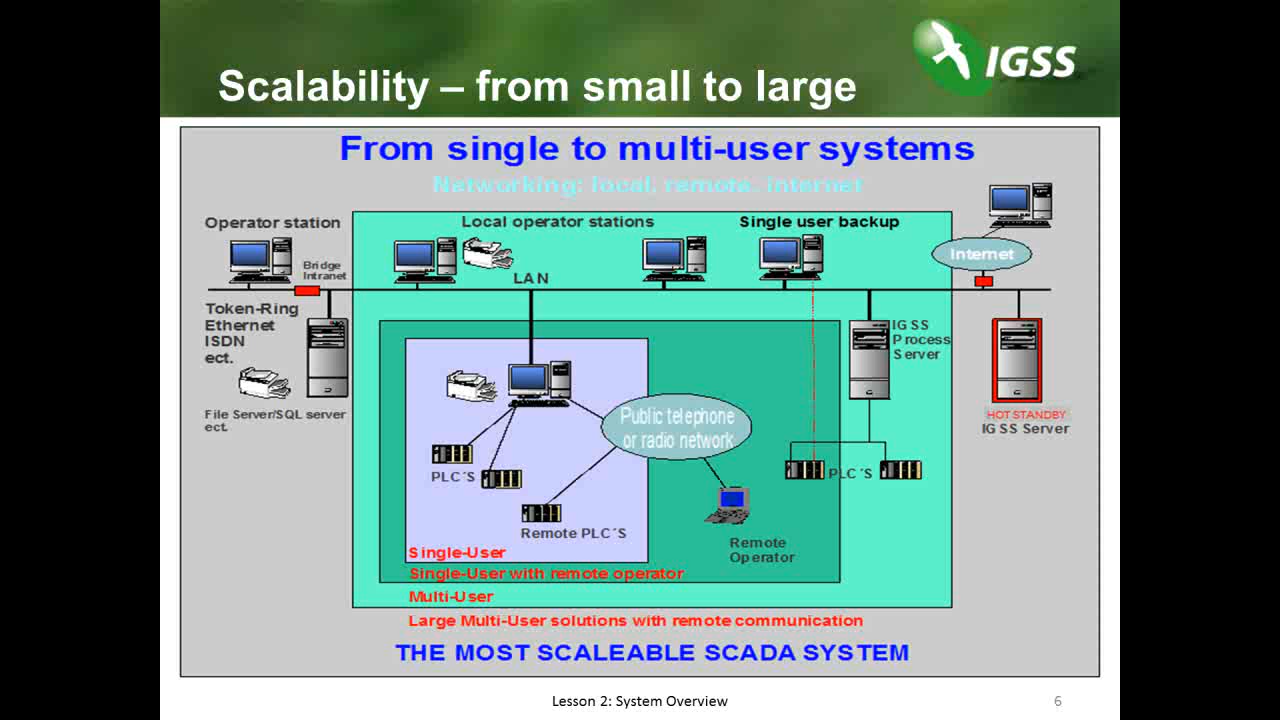 IGSS
Scalability – from small to large
From single to multi-user systems
Networking: local, remote, internet
Operator station
Local operator stations
Single user backup
Internet
Bridge
Intranet
LAN
Token-Ring
Ethernet
ISDN
ect.
IGSS
Process
Server
File Server/SQL server
ect.
HOT STANDBY
IGSS Server
Public telephone
or radio network
PLC´S
PLC´S
Remote PLC´S
Remote
Operator
Single-User
Single-User with remote operator
Multi-User
Large Multi-User solutions with remote communication
THE MOST SCALEABLE SCADA SYSTEM
Lesson 2: System Overview
6